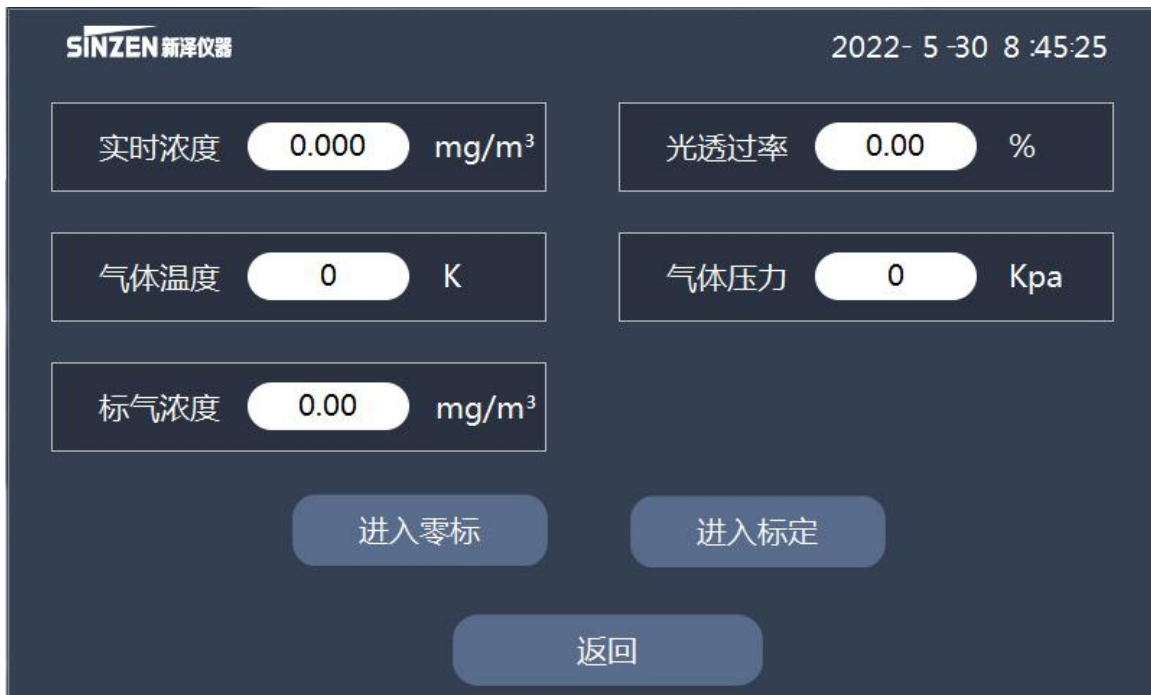 SINZEN 新泽仪器 2022- 5 -30 8 :45:25
实时浓度 0.000 mg/m³ 光透过率 0.00 %
气体温度 0 K 气体压力 0 Kpa
标气浓度 0.00 mg/m³
进入零标 进入标定
返回